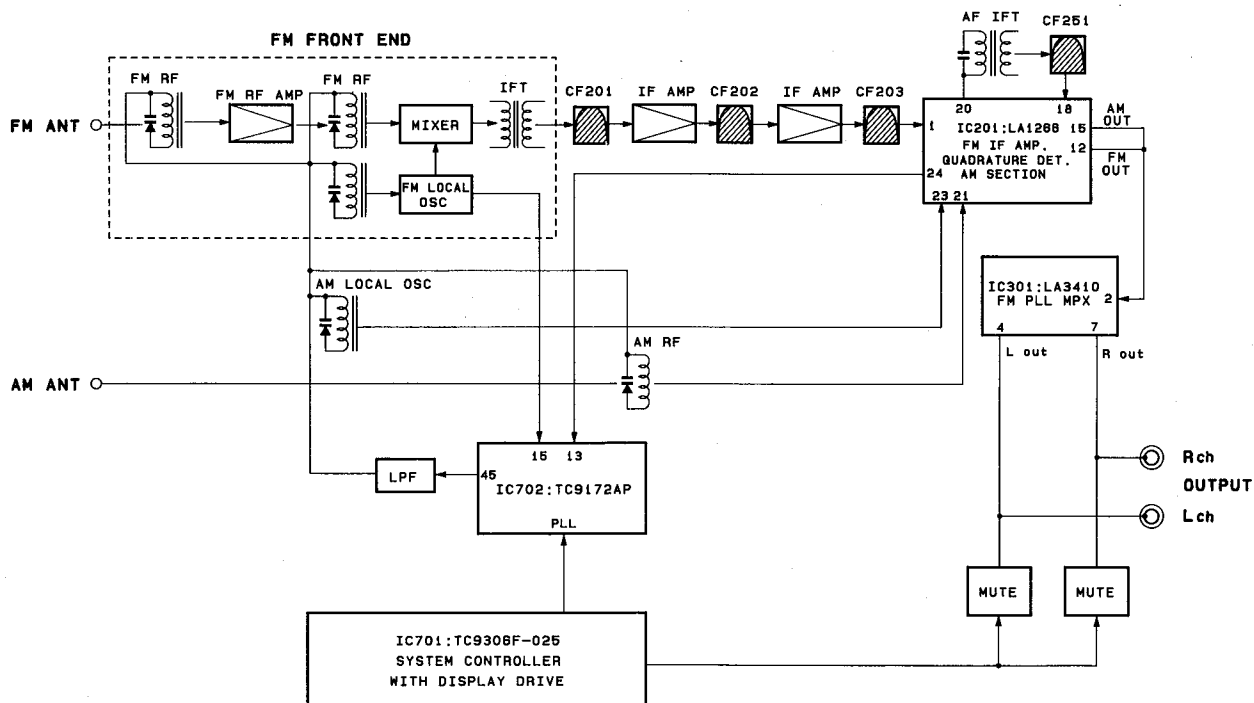 AF IFT
CF251
FM FRONT END
FM RF
FM RF AMP
FM RF
IFT
CF201
IF AMP
CF202
IF AMP
CF203
FM ANT
MIXER
FM LOCAL
OSC
20
18
1
IC201:LA1266
FM IF AMP.
QUADRATURE DET.
AM SECTION
15
12
24
23
21
AM
OUT
FM
OUT
AM LOCAL OSC
IC301:LA3410
FM PLL MPX
2
4
7
L out
R out
AM RF
AM ANT
15
13
45
IC702:TC9172AP
PLL
LPF
Rch
OUTPUT
Lch
MUTE
MUTE
IC701:TC9306F-025
SYSTEM CONTROLLER
WITH DISPLAY DRIVE